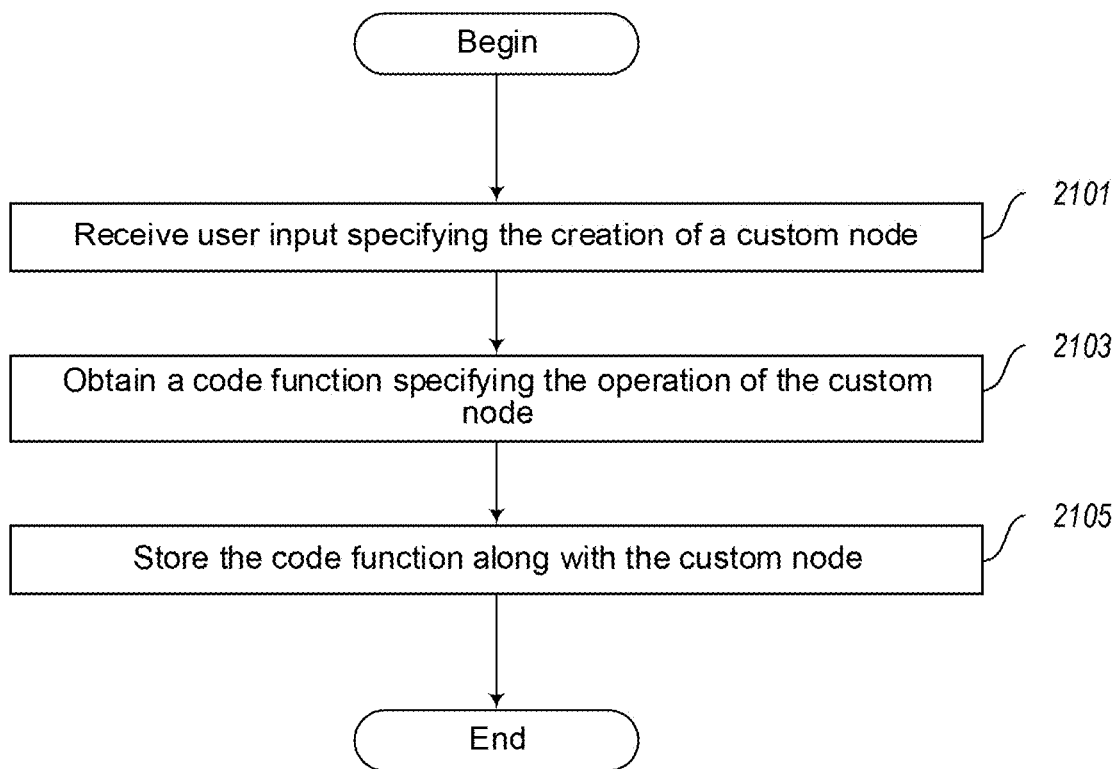 Begin
2101
Receive user input specifying the creation of a custom node
2103
Obtain a code function specifying the operation of the custom
node
2105
Store the code function along with the custom node
End